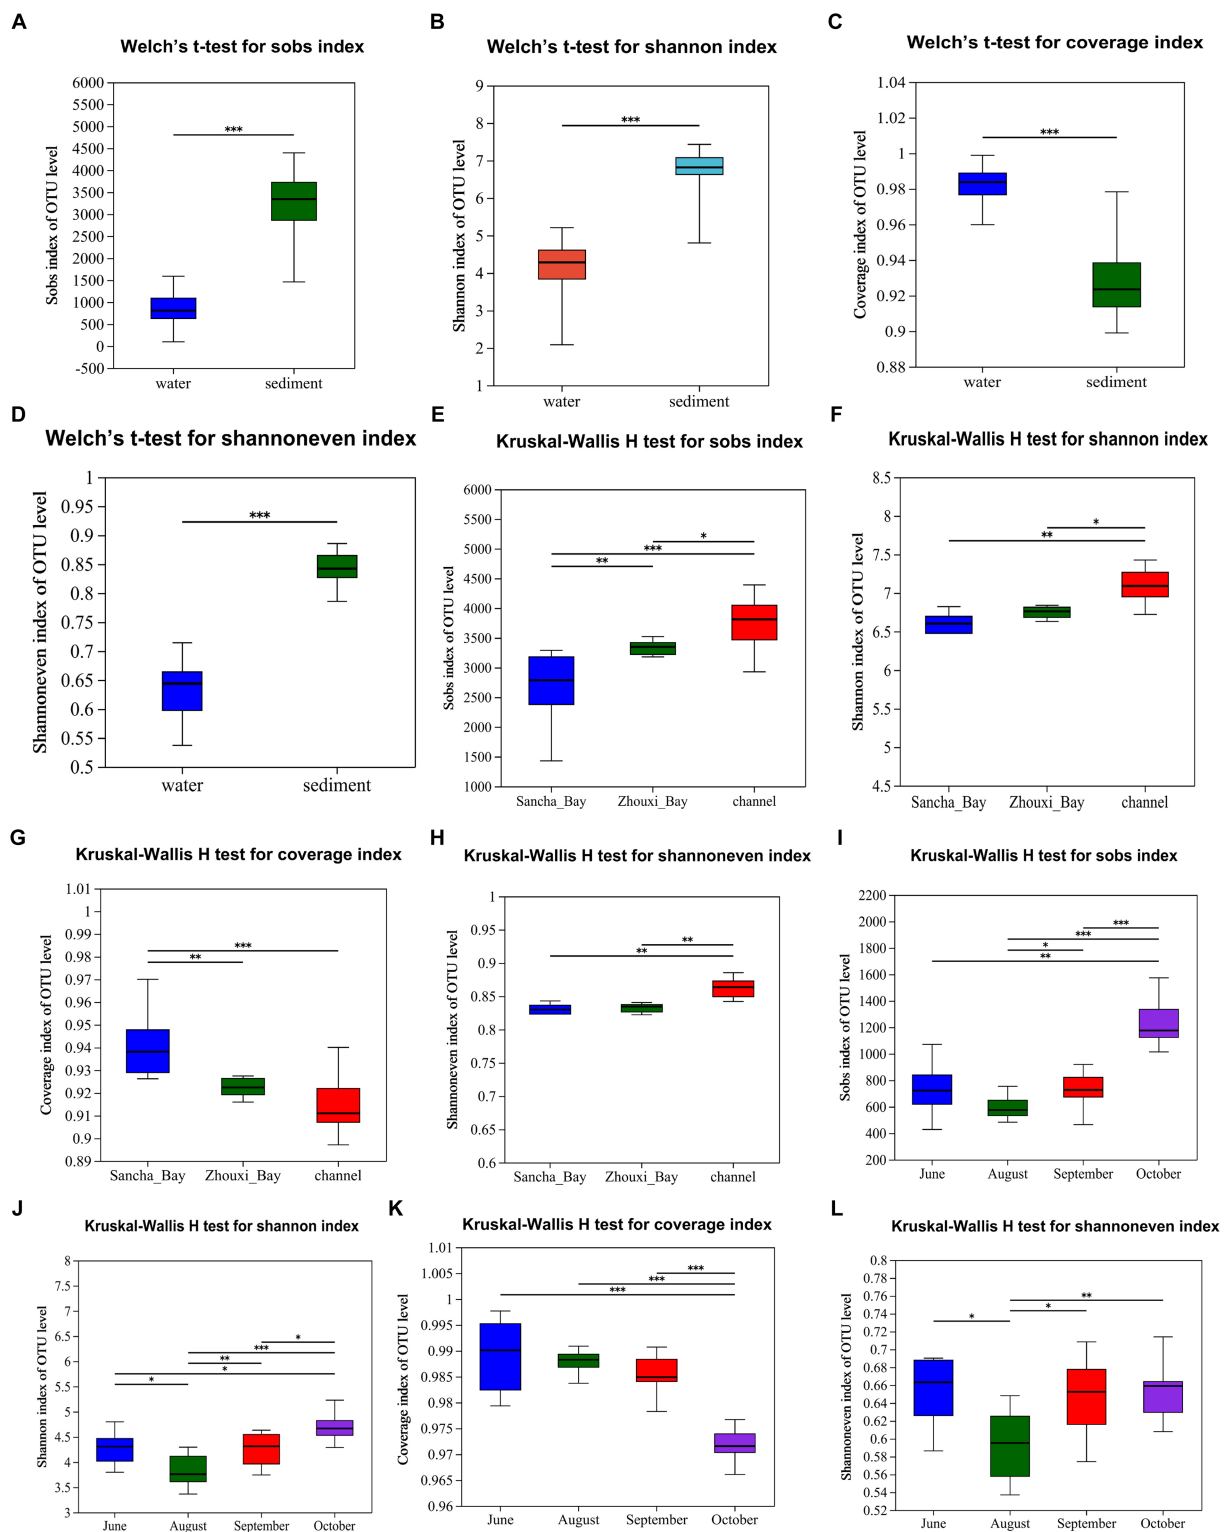 A
Welch's t-test for sobs index
Sobs index of OTU level
6000
5500
5000
4500
4000
3500
3000
2500
2000
1500
1000
500
0
-500
***
water
sediment
B
Welch's t-test for shannon index
Shannon index of OTU level
9
8
7
6
5
4
3
2
1
***
water
sediment
C
Welch's t-test for coverage index
Coverage index of OTU level
1.04
1.02
1
0.98
0.96
0.94
0.92
0.9
0.88
***
water
sediment
D
Welch's t-test for shannoneven index
Shannoneven index of OTU level
1
0.95
0.9
0.85
0.8
0.75
0.7
0.65
0.6
0.55
0.5
***
water
sediment
E
Kruskal-Wallis H test for sobs index
Sobs index of OTU level
6000
5500
5000
4500
4000
3500
3000
2500
2000
1500
1000
*
***
**
Sancha_Bay
Zhouxi_Bay
channel
F
Kruskal-Wallis H test for shannon index
Shannon index of OTU level
8.5
8
7.5
7
6.5
6
5.5
5
4.5
*
**
Sancha_Bay
Zhouxi_Bay
channel
G
Kruskal-Wallis H test for coverage index
Coverage index of OTU level
1.01
1
0.99
0.98
0.97
0.96
0.95
0.94
0.93
0.92
0.91
0.9
0.89
***
**
Sancha_Bay
Zhouxi_Bay
channel
H
Kruskal-Wallis H test for shannoneven index
Shannoneven index of OTU level
1
0.95
0.9
0.85
0.8
0.75
0.7
0.65
0.6
**
**
Sancha_Bay
Zhouxi_Bay
channel
I
Kruskal-Wallis H test for sobs index
Sobs index of OTU level
2200
2000
1800
1600
1400
1200
1000
800
600
400
200
***
***
*
**
June
August
September
October
J
Kruskal-Wallis H test for shannon index
Shannon index of OTU level
8
7.5
7
6.5
6
5.5
5
4.5
4
3.5
3
*
***
**
*
*
June
August
September
October
K
Kruskal-Wallis H test for coverage index
Coverage index of OTU level
1.01
1.005
1
0.995
0.99
0.985
0.98
0.975
0.97
0.965
0.96
***
***
***
June
August
September
October
L
Kruskal-Wallis H test for shannoneven index
Shannoneven index of OTU level
0.8
0.78
0.76
0.74
0.72
0.7
0.68
0.66
0.64
0.62
0.6
0.58
0.56
0.54
0.52
**
*
*
June
August
September
October